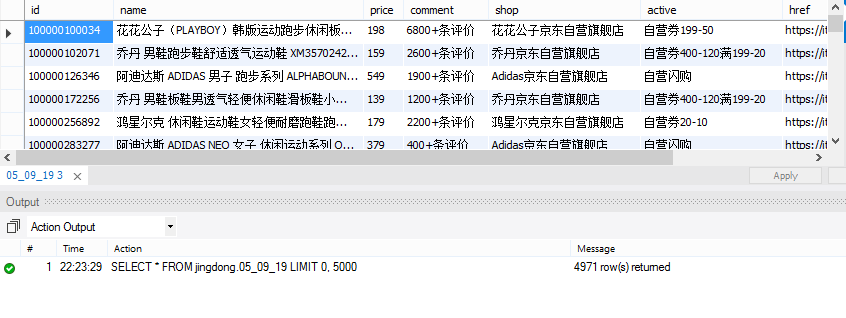 id name price comment shop active href
100000100034 花花公子（PLAYBOY）韩版运动跑步休闲板... 198 6800+条评价 花花公子京东自营旗舰店 自营券199-50 https://it
100000102071 乔丹 男鞋跑步鞋舒适透气运动鞋 XM3570242... 159 2600+条评价 乔丹京东自营旗舰店 自营券400-120满199-20 https://it
100000126346 阿迪达斯 ADIDAS 男子 跑步系列 ALPHABOUN... 549 1900+条评价 Adidas京东自营旗舰店 自营闪购 https://it
100000172256 乔丹 男鞋板鞋男透气轻便休闲鞋滑板鞋小... 139 1200+条评价 乔丹京东自营旗舰店 自营券400-120满199-20 https://it
100000256892 鸿星尔克 休闲鞋运动鞋女轻便耐磨跑鞋跑... 179 2200+条评价 鸿星尔克京东自营旗舰店 自营券20-10 https://it
100000283277 阿迪达斯 ADIDAS NEO 女子 休闲运动系列 O... 379 400+条评价 Adidas京东自营旗舰店 自营闪购 https://it
05_09_19 3 Apply
Output
Action Output
# Time Action Message
1 22:23:29 SELECT * FROM jingdong.05_09_19 LIMIT 0, 5000 4971 row(s) returned